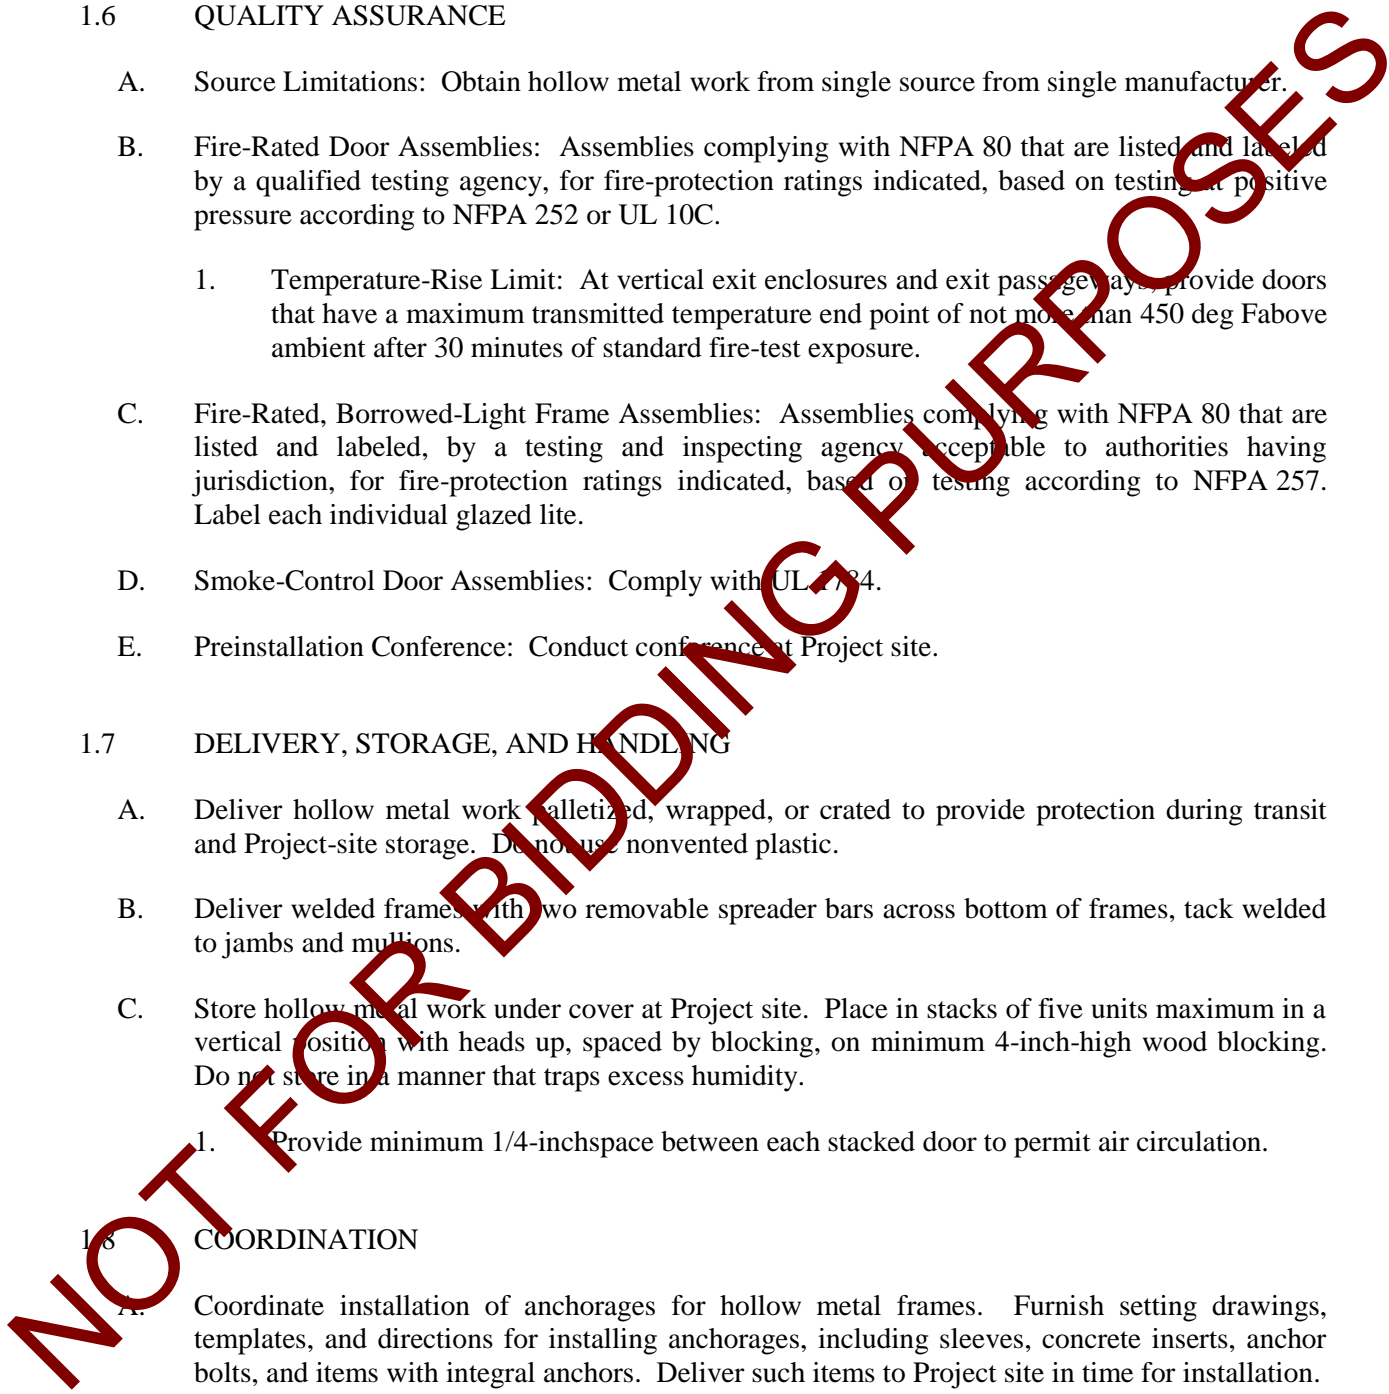 1.6 QUALITY ASSURANCE
A. Source Limitations: Obtain hollow metal work from single source from single manufacturer.
B. Fire-Rated Door Assemblies: Assemblies complying with NFPA 80 that are listed and labeled
by a qualified testing agency, for fire-protection ratings indicated, based on testing at positive
pressure according to NFPA 252 or UL 10C.
1. Temperature-Rise Limit: At vertical exit enclosures and exit passageways, provide doors
that have a maximum transmitted temperature end point of not more than 450 deg Fabove
ambient after 30 minutes of standard fire-test exposure.
C. Fire-Rated, Borrowed-Light Frame Assemblies: Assemblies complying with NFPA 80 that are
listed and labeled, by a testing and inspecting agency acceptable to authorities having
jurisdiction, for fire-protection ratings indicated, based on testing according to NFPA 257.
Label each individual glazed lite.
D. Smoke-Control Door Assemblies: Comply with UL 1784.
E. Preinstallation Conference: Conduct conference at Project site.
1.7 DELIVERY, STORAGE, AND HANDLING
A. Deliver hollow metal work palletized, wrapped, or crated to provide protection during transit
and Project-site storage. Do not use nonvented plastic.
B. Deliver welded frames with two removable spreader bars across bottom of frames, tack welded
to jambs and mullions.
C. Store hollow metal work under cover at Project site. Place in stacks of five units maximum in a
vertical position with heads up, spaced by blocking, on minimum 4-inch-high wood blocking.
Do not store in a manner that traps excess humidity.
1. Provide minimum 1/4-inchspace between each stacked door to permit air circulation.
1.8 COORDINATION
A. Coordinate installation of anchorages for hollow metal frames. Furnish setting drawings,
templates, and directions for installing anchorages, including sleeves, concrete inserts, anchor
bolts, and items with integral anchors. Deliver such items to Project site in time for installation.
NOT FOR BIDDING PURPOSES